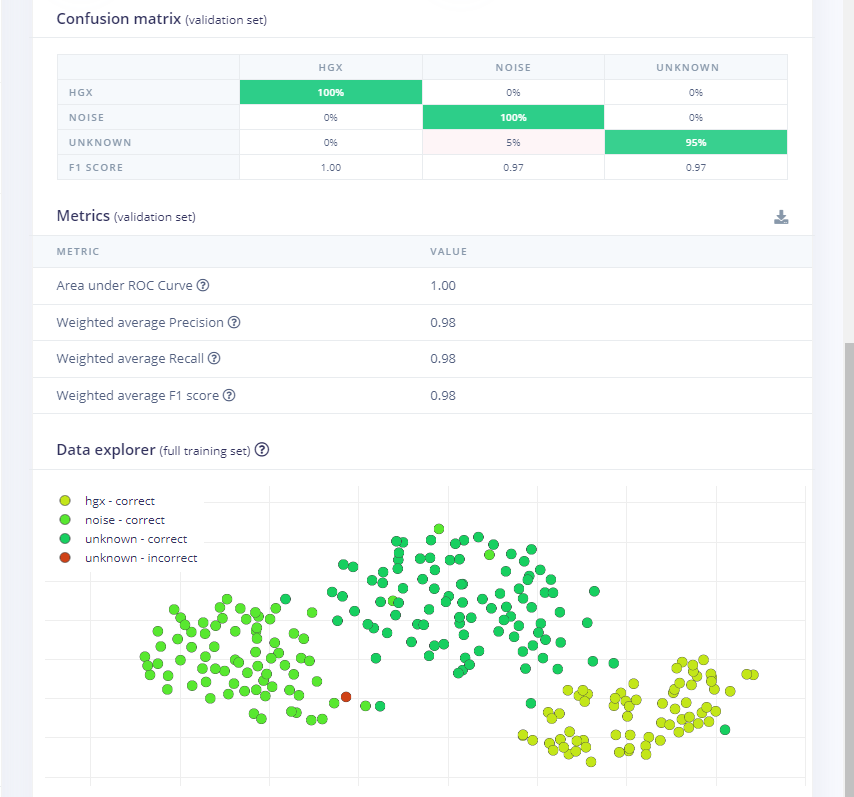 Confusion matrix (validation set)
HGX NOISE UNKNOWN
HGX 100% 0% 0%
NOISE 0% 100% 0%
UNKNOWN 0% 5% 95%
F1 SCORE 1.00 0.97 0.97
Metrics (validation set)
METRIC VALUE
Area under ROC Curve ? 1.00
Weighted average Precision ? 0.98
Weighted average Recall ? 0.98
Weighted average F1 score ? 0.98
Data explorer (full training set) ?
hgx - correct
noise - correct
unknown - correct
unknown - incorrect